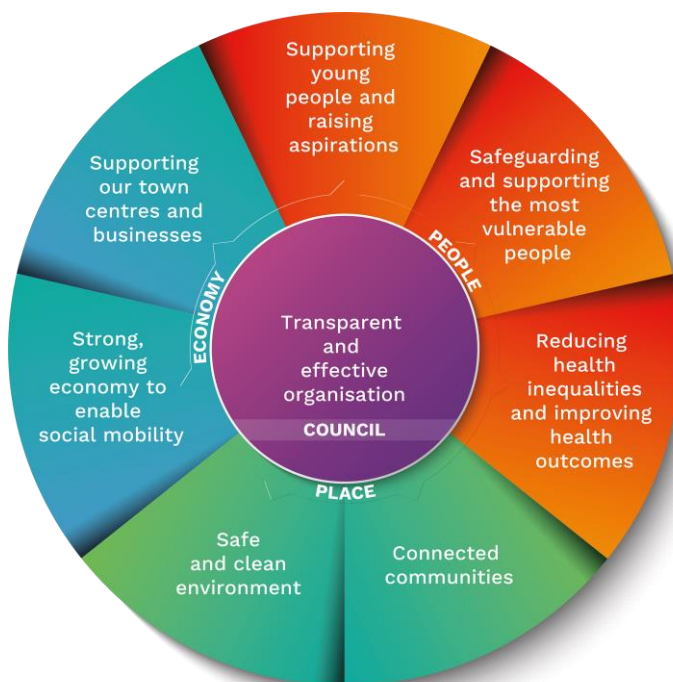 Supporting
young
people and
raising
aspirations
Safeguarding
and supporting
the most
vulnerable
people
Reducing
health
inequalities
and improving
health
outcomes
Connected
communities
Safe
and clean
environment
Strong,
growing
economy to
enable
social mobility
Supporting
our town
centres and
businesses
PEOPLE
PLACE
ECONOMY
Transparent
and
effective
organisation
COUNCIL